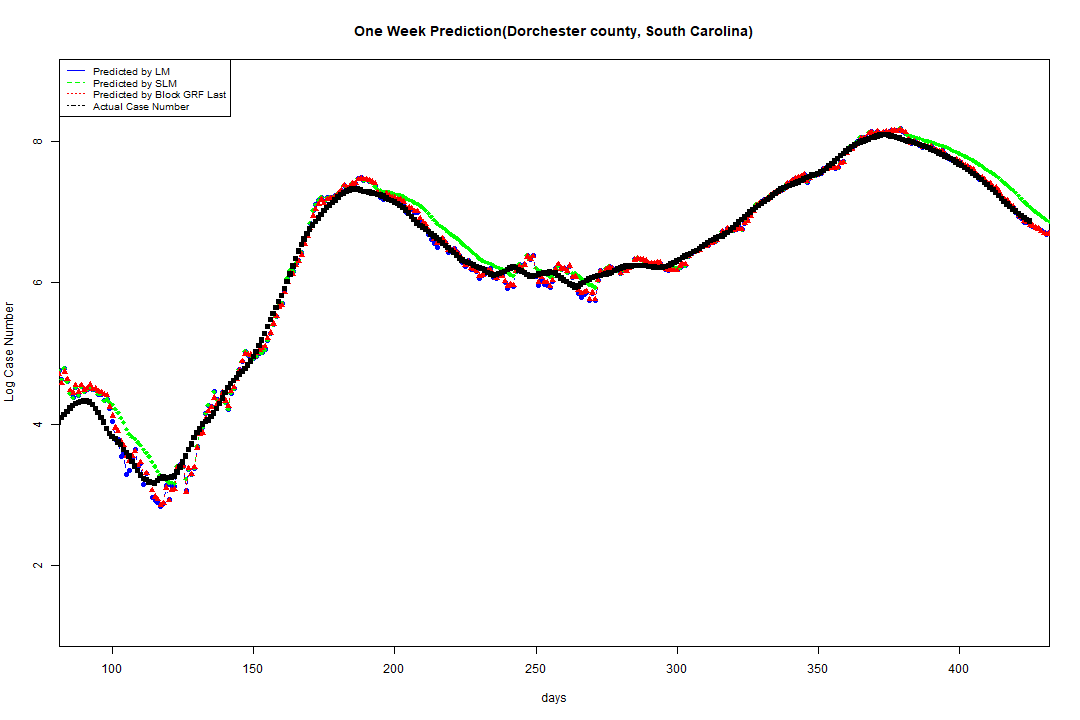 One Week Prediction(Dorchester county, South Carolina)
Predicted by LM
Predicted by SLM
Predicted by Block GRF Last
Actual Case Number
8
6
4
2
Log Case Number
100 150 200 250 300 350 400
days